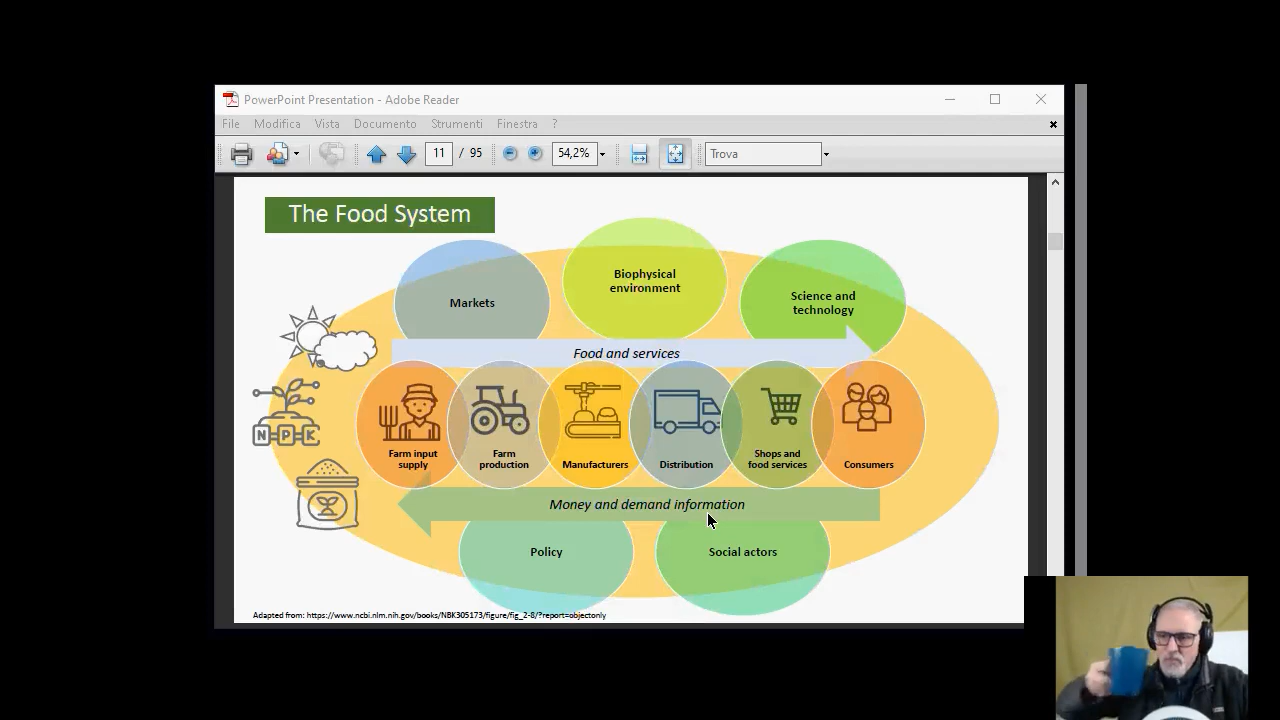 PowerPoint Presentation - Adobe Reader
File Modifica Vista Documento Strumenti Finestra ?
11 / 95 54,2% Trova
The Food System
Biophysical
environment
Markets
Science and
technology
Food and services
N P K
Farm input
supply
Farm
production
Manufacturers
Distribution
Shops and
food services
Consumers
Money and demand information
Policy
Social actors
Adapted from: https://www.ncbi.nlm.nih.gov/books/NBK305173/figure/fig_2-8/?report=objectonly